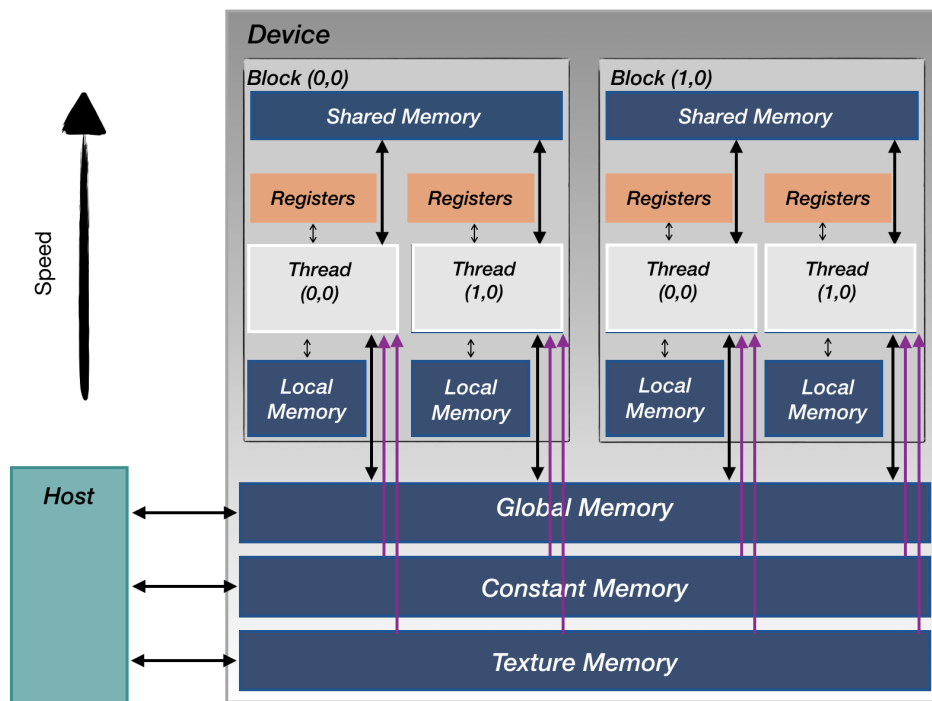 Device
Block (0,0)
Shared Memory
Registers
Registers
Thread
(0,0)
Thread
(1,0)
Local
Memory
Local
Memory
Block (1,0)
Shared Memory
Registers
Registers
Thread
(0,0)
Thread
(1,0)
Local
Memory
Local
Memory
Speed
Host
Global Memory
Constant Memory
Texture Memory